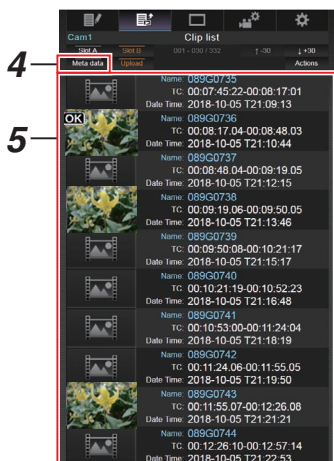 Cam1 Clip list
Slot A Slot B 001 - 030 / 332 ↑ -30 ↓ +30
4 Meta data Upload Actions
5
Name: 089G0735
TC: 00:07:45:22-00:08:17:01
Date Time: 2018-10-05 T21:09:13
OK
Name: 089G0736
TC: 00:08:17.04-00:08:48.03
Date Time: 2018-10-05 T21:10:44
Name: 089G0737
TC: 00:08:48.04-00:09:19.05
Date Time: 2018-10-05 T21:12:15
Name: 089G0738
TC: 00:09:19.06-00:09:50.05
Date Time: 2018-10-05 T21:13:46
Name: 089G0739
TC: 00:09:50:08-00:10:21:17
Date Time: 2018-10-05 T21:15:17
Name: 089G0740
TC: 00:10:21:19-00:10:52:23
Date Time: 2018-10-05 T21:16:48
Name: 089G0741
TC: 00:10:53:00-00:11:24:04
Date Time: 2018-10-05 T21:18:19
Name: 089G0742
TC: 00:11:24.06-00:11:55.05
Date Time: 2018-10-05 T21:19:50
Name: 089G0743
TC: 00:11:55.07-00:12:26.08
Date Time: 2018-10-05 T21:21:21
Name: 089G0744
TC: 00:12:26:10-00:12:57:14
Date Time: 2018-10-05 T21:22:53